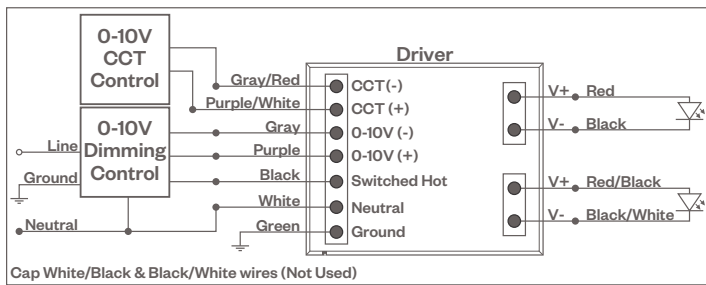 0-10V
CCT
Control
0-10V
Dimming
Control
Line
Ground
Neutral
Gray/Red
Purple/White
Gray
Purple
Black
White
Green
Driver
CCT(-)
CCT (+)
0-10V (-)
0-10V (+)
Switched Hot
Neutral
Ground
V+ Red
V- Black
V+ Red/Black
V- Black/White
Cap White/Black & Black/White wires (Not Used)